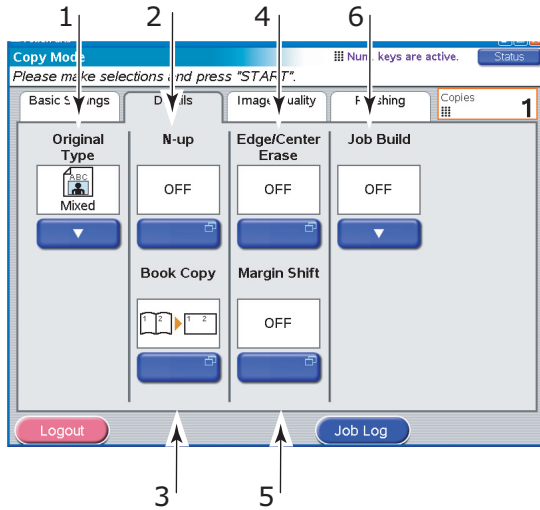 1 2 4 6
Copy Mode
Num. keys are active.
Status
Please make selections and press "START".
Basic Settings
Details
Image Quality
Finishing
Copies
1
Original
Type
N-up
Edge/Center
Erase
Job Build
ABC
Mixed
OFF
OFF
OFF
Book Copy
Margin Shift
1 2 1 2
OFF
Logout
Job Log
3 5